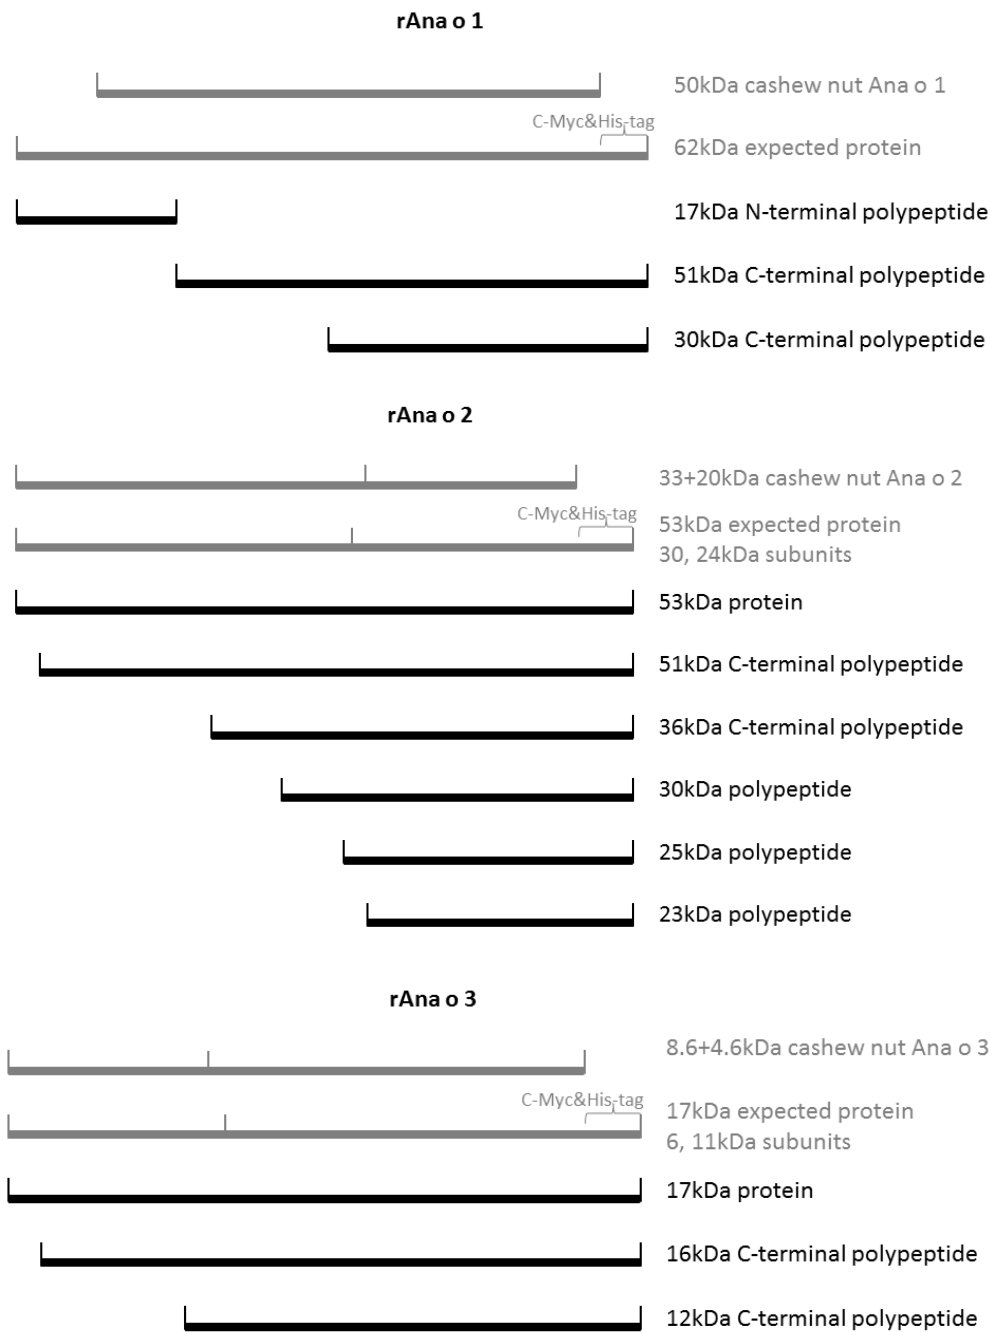 rAna o 1
50kDa cashew nut Ana o 1
C-Myc&His-tag
62kDa expected protein
17kDa N-terminal polypeptide
51kDa C-terminal polypeptide
30kDa C-terminal polypeptide
rAna o 2
33+20kDa cashew nut Ana o 2
C-Myc&His-tag
53kDa expected protein
30, 24kDa subunits
53kDa protein
51kDa C-terminal polypeptide
36kDa C-terminal polypeptide
30kDa polypeptide
25kDa polypeptide
23kDa polypeptide
rAna o 3
8.6+4.6kDa cashew nut Ana o 3
C-Myc&His-tag
17kDa expected protein
6, 11kDa subunits
17kDa protein
16kDa C-terminal polypeptide
12kDa C-terminal polypeptide